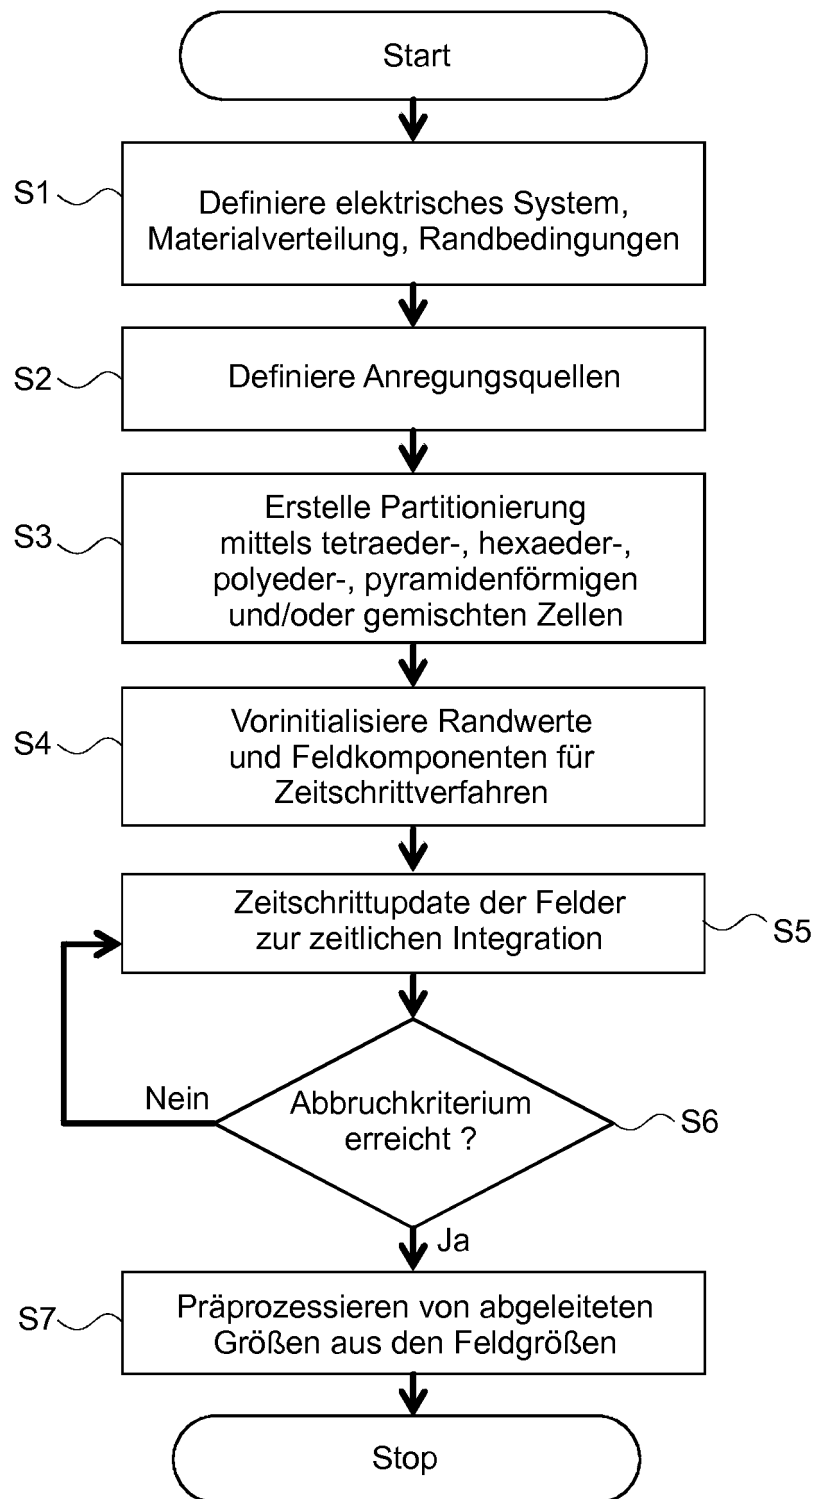 Start
S1
Definiere elektrisches System,
Materialverteilung, Randbedingungen
S2
Definiere Anregungsquellen
S3
Erstelle Partitionierung
mittels tetraeder-, hexaeder-,
polyeder-, pyramidenförmigen
und/oder gemischten Zellen
S4
Vorinitialisiere Randwerte
und Feldkomponenten für
Zeitschrittverfahren
Zeitschrittupdate der Felder
zur zeitlichen Integration
S5
Nein
Abbruchkriterium
erreicht ?
S6
Ja
S7
Präprozessieren von abgeleiteten
Größen aus den Feldgrößen
Stop